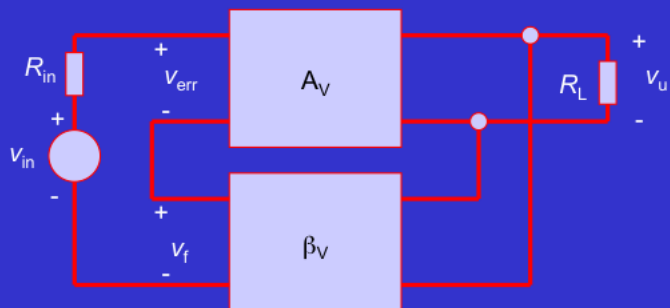 +
+
R_in
v_err
A_V
R_L
v_u
+
-
-
v_in
-
+
v_f
β_V
-